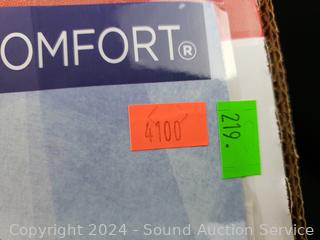 OMFORT®
4100
219.
Copyright 2024 - Sound Auction Service